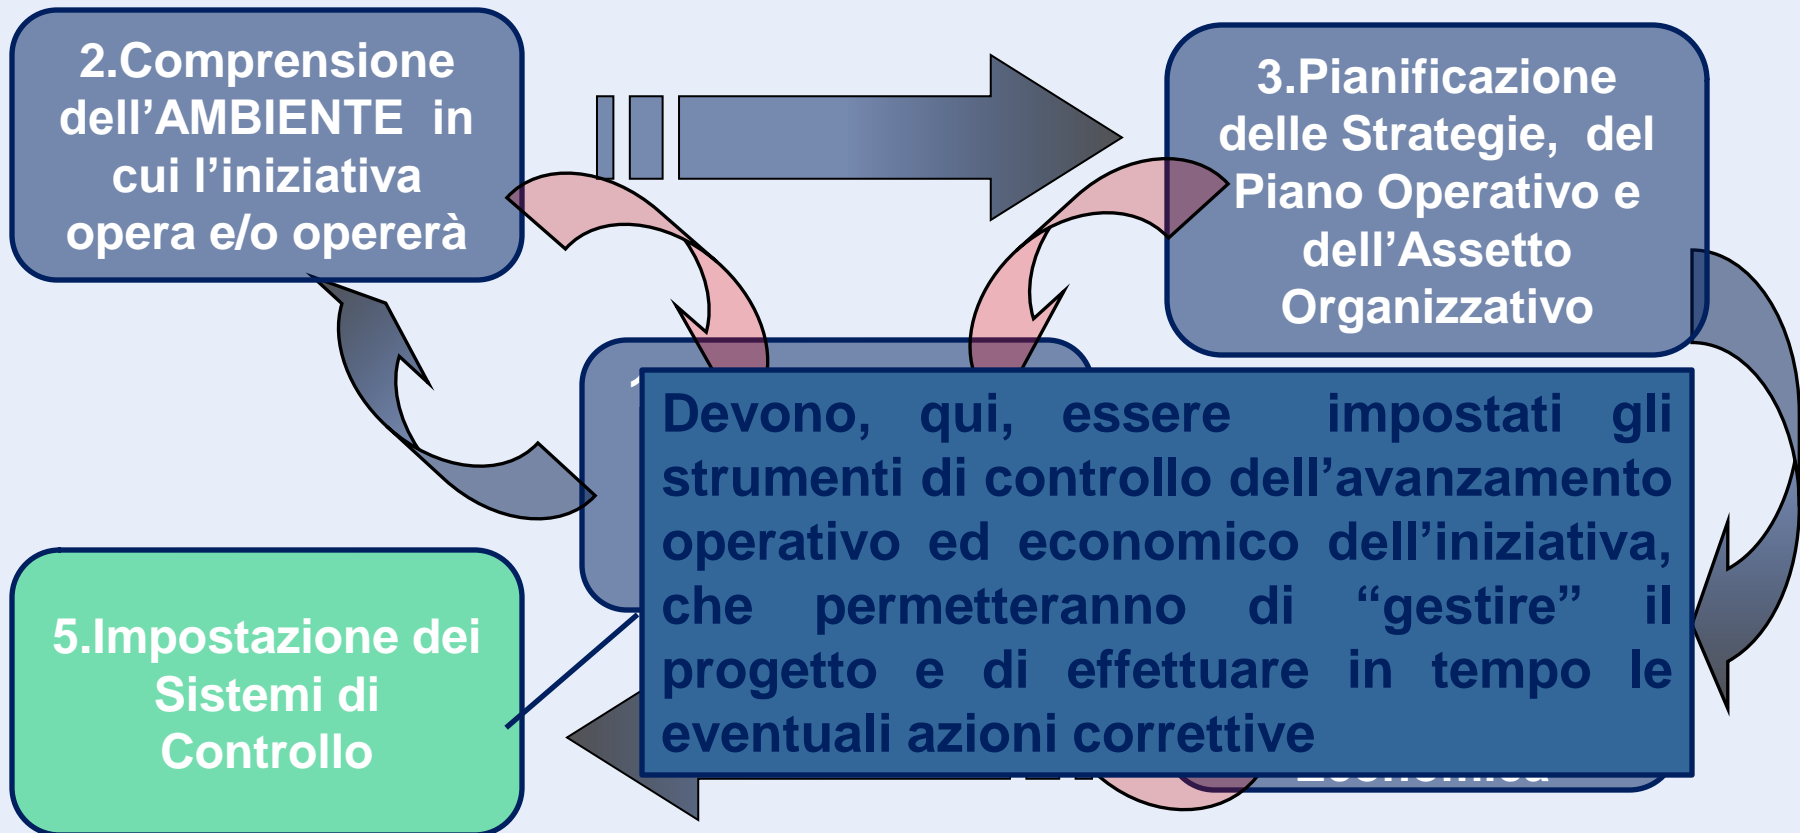 2.Comprensione
dell’AMBIENTE in
cui l’iniziativa
opera e/o opererà
3.Pianificazione
delle Strategie, del
Piano Operativo e
dell’Assetto
Organizzativo
Devono, qui, essere impostati gli
strumenti di controllo dell’avanzamento
operativo ed economico dell’iniziativa,
che permetteranno di “gestire” il
progetto e di effettuare in tempo le
eventuali azioni correttive
5.Impostazione dei
Sistemi di
Controllo
Economica